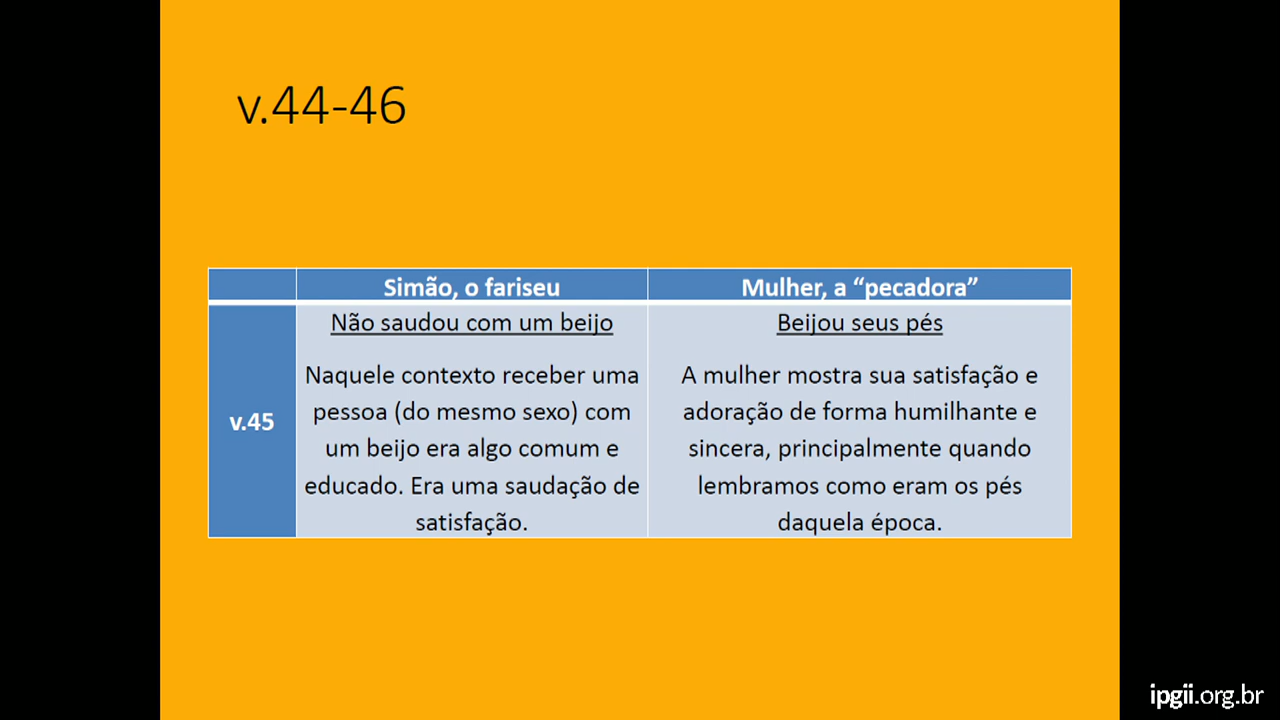 v.44-46
Simão, o fariseu
Mulher, a “pecadora”
v.45
Não saudou com um beijo
Naquele contexto receber uma
pessoa (do mesmo sexo) com
um beijo era algo comum e
educado. Era uma saudação de
satisfação.
Beijou seus pés
A mulher mostra sua satisfação e
adoração de forma humilhante e
sincera, principalmente quando
lembramos como eram os pés
daquela época.
ipgii.org.br